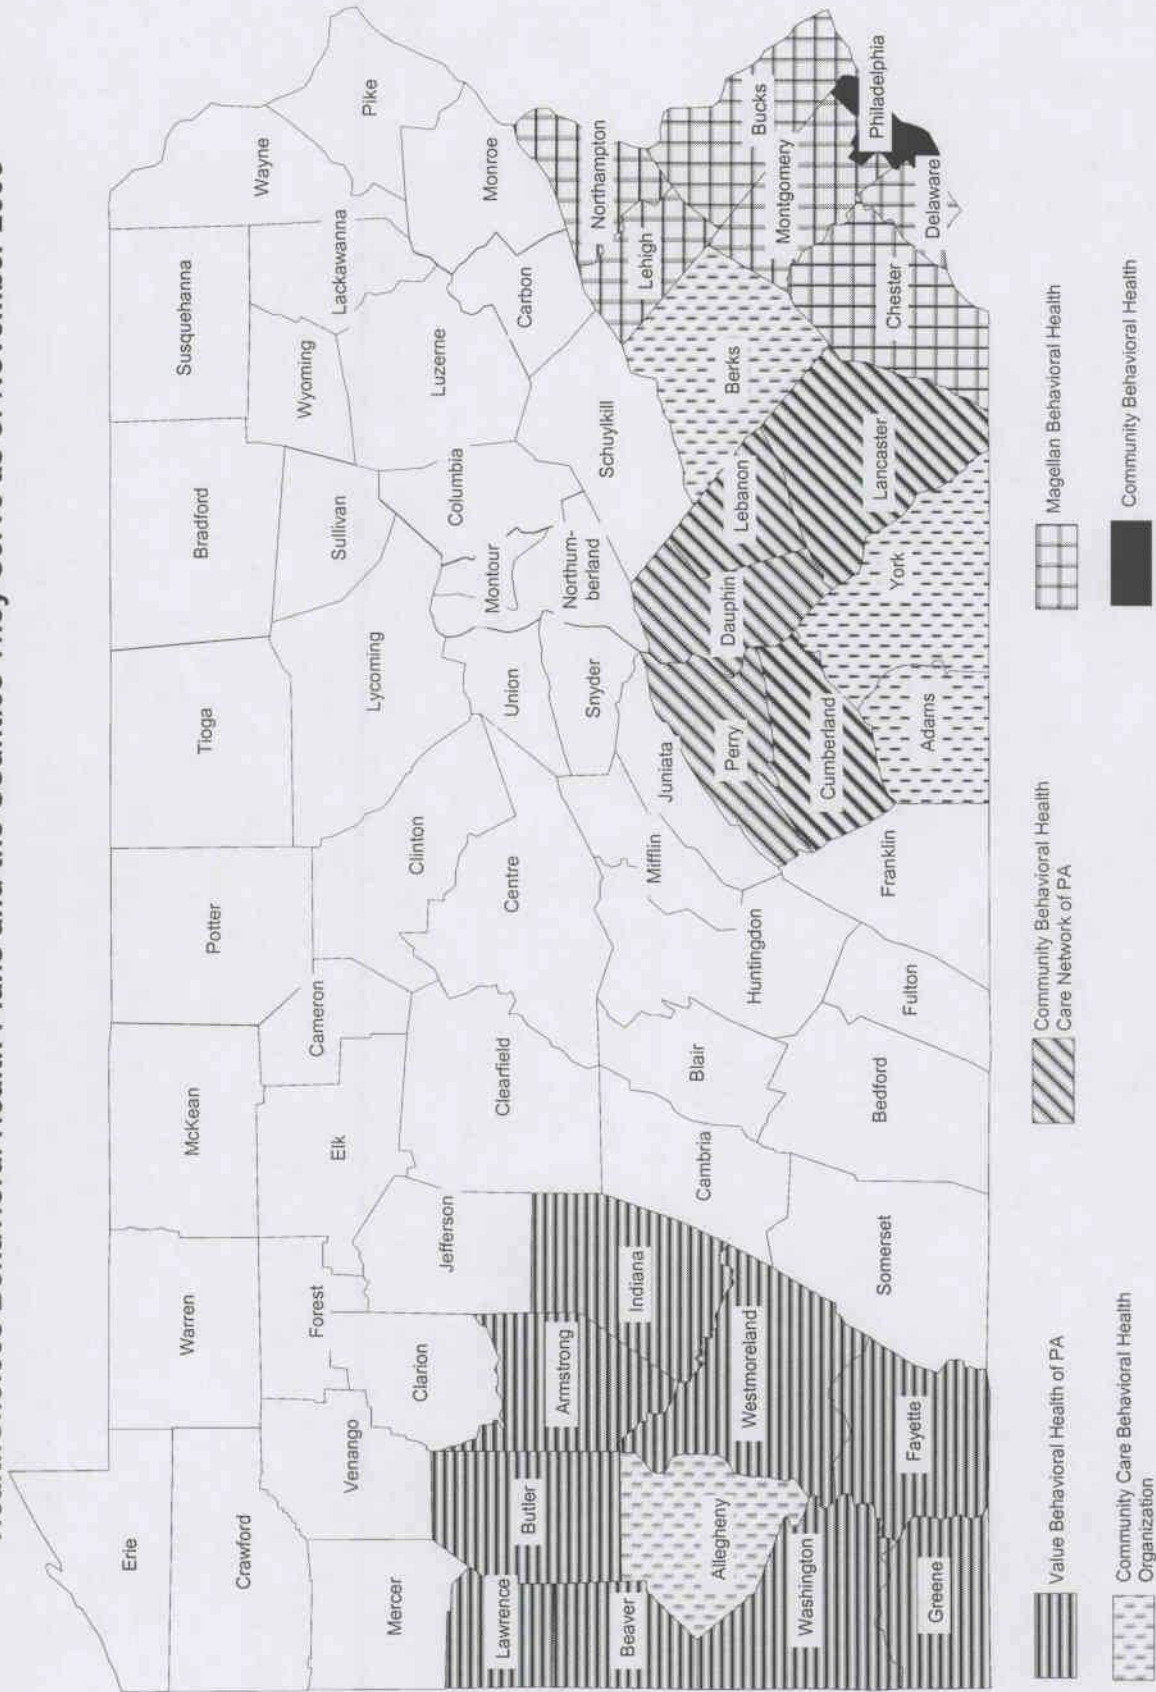 HealthChoices Behavioral Health Plans and the Counties They Serve as of November
Erie
Crawford
Warren
McKean
Potter
Tioga
Bradford
Susquehanna
Wayne
Mercer
Venango
Forest
Elk
Cameron
Clinton
Lycoming
Sullivan
Wyoming
Lackawanna
Pike
Lawrence
Butler
Clarion
Jefferson
Clearfield
Centre
Union
Montour
Columbia
Luzerne
Monroe
Beaver
Armstrong
Indiana
Snyder
Northum-
berland
Schuylkill
Carbon
Northampton
Allegheny
Westmoreland
Cambria
Blair
Huntingdon
Mifflin
Juniata
Perry
Dauphin
Lebanon
Berks
Lehigh
Bucks
Montgomery
Washington
Greene
Fayette
Somerset
Bedford
Fulton
Franklin
Cumberland
Adams
York
Lancaster
Chester
Delaware
Philadelphia
Value Behavioral Health of PA
Community Behavioral Health
Care Network of PA
Magellan Behavioral Health
Community Care Behavioral Health
Organization
Community Behavioral Health